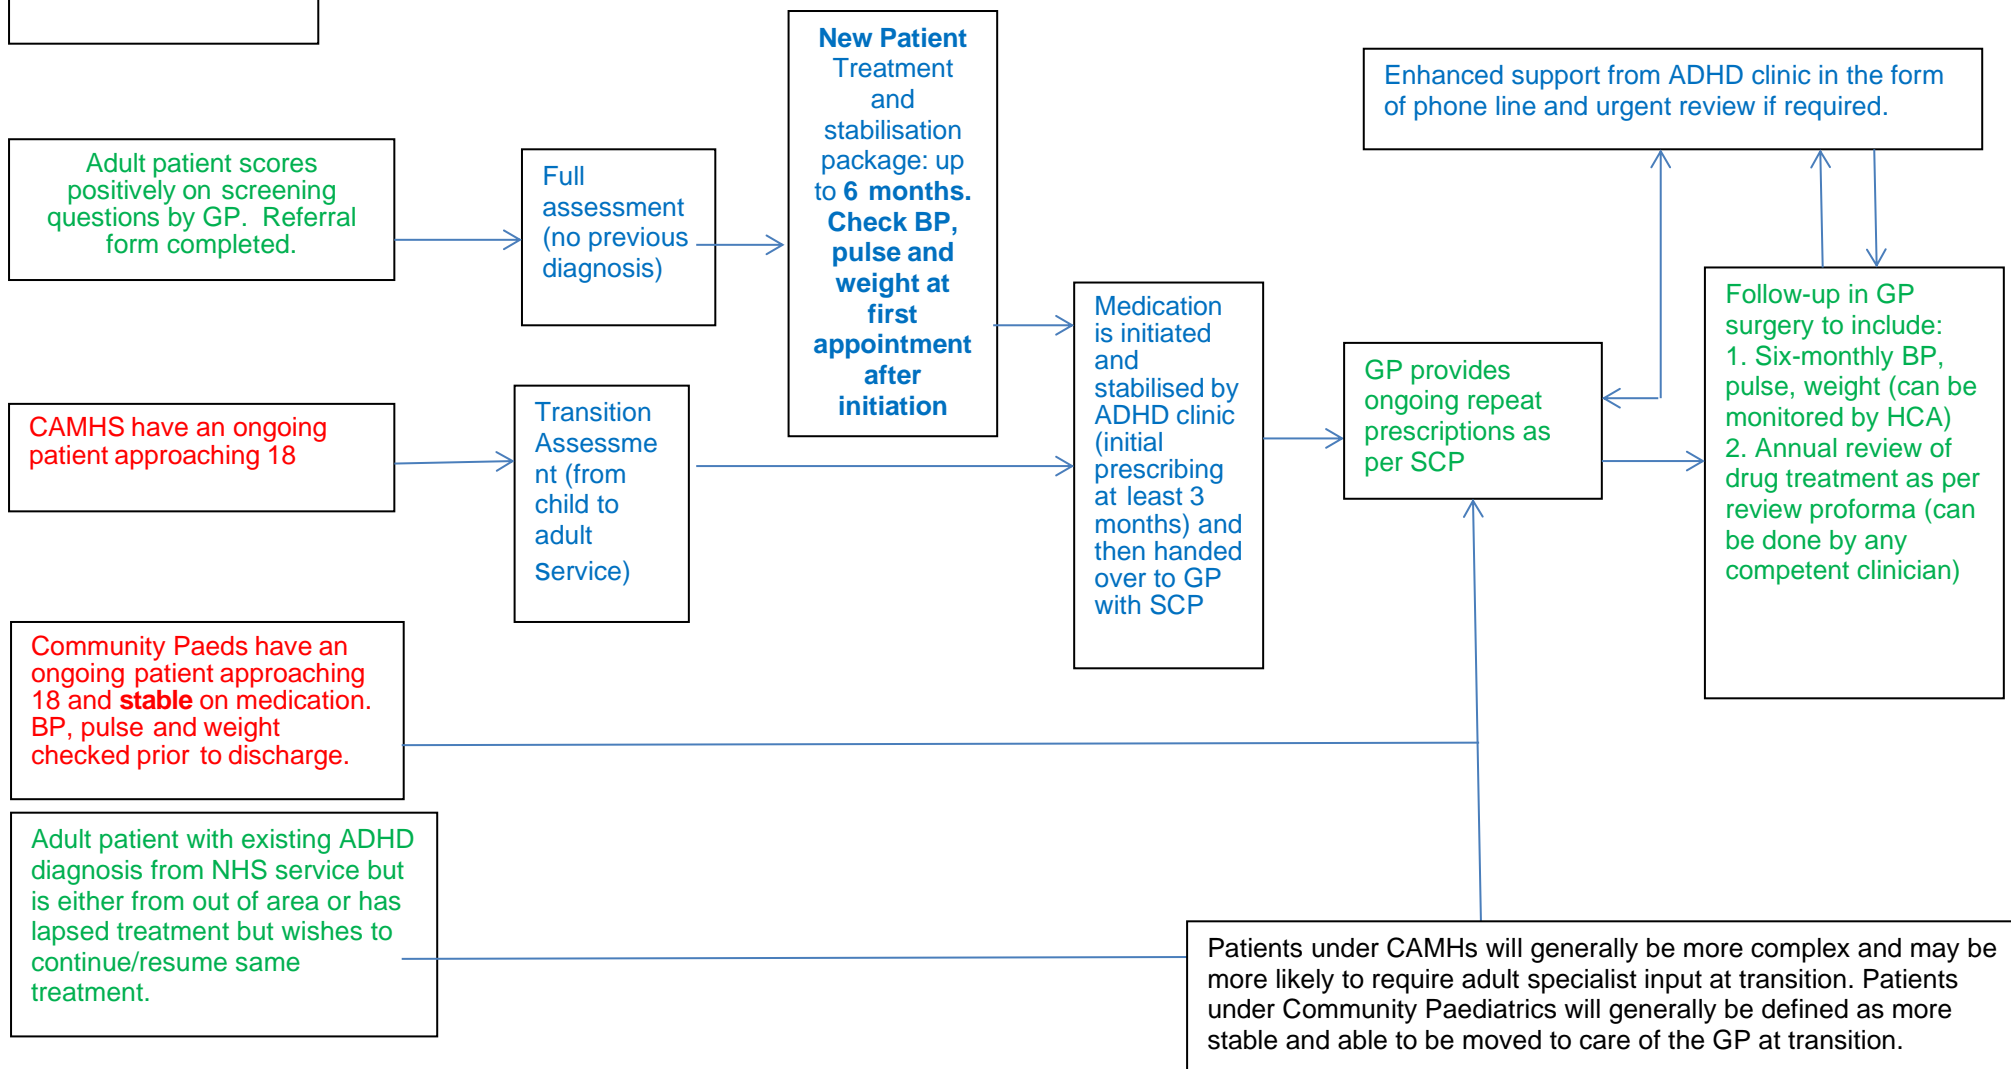 New Patient
Treatment
and
stabilisation
package: up
to 6 months.
Check BP,
pulse and
weight at
first
appointment
after
initiation
Enhanced support from ADHD clinic in the form
of phone line and urgent review if required.
Adult patient scores
positively on screening
questions by GP. Referral
form completed.
Full
assessment
(no previous
diagnosis)
Medication
is initiated
and
stabilised by
ADHD clinic
(initial
prescribing
at least 3
months) and
then handed
over to GP
with SCP
GP provides
ongoing repeat
prescriptions as
per SCP
Follow-up in GP
surgery to include:
1. Six-monthly BP,
pulse, weight (can be
monitored by HCA)
2. Annual review of
drug treatment as per
review proforma (can
be done by any
competent clinician)
CAMHS have an ongoing
patient approaching 18
Transition
Assessme
nt (from
child to
adult
service)
Community Paeds have an
ongoing patient approaching
18 and stable on medication.
BP, pulse and weight
checked prior to discharge.
Adult patient with existing ADHD
diagnosis from NHS service but
is either from out of area or has
lapsed treatment but wishes to
continue/resume same
treatment.
Patients under CAMHs will generally be more complex and may be
more likely to require adult specialist input at transition. Patients
under Community Paediatrics will generally be defined as more
stable and able to be moved to care of the GP at transition.